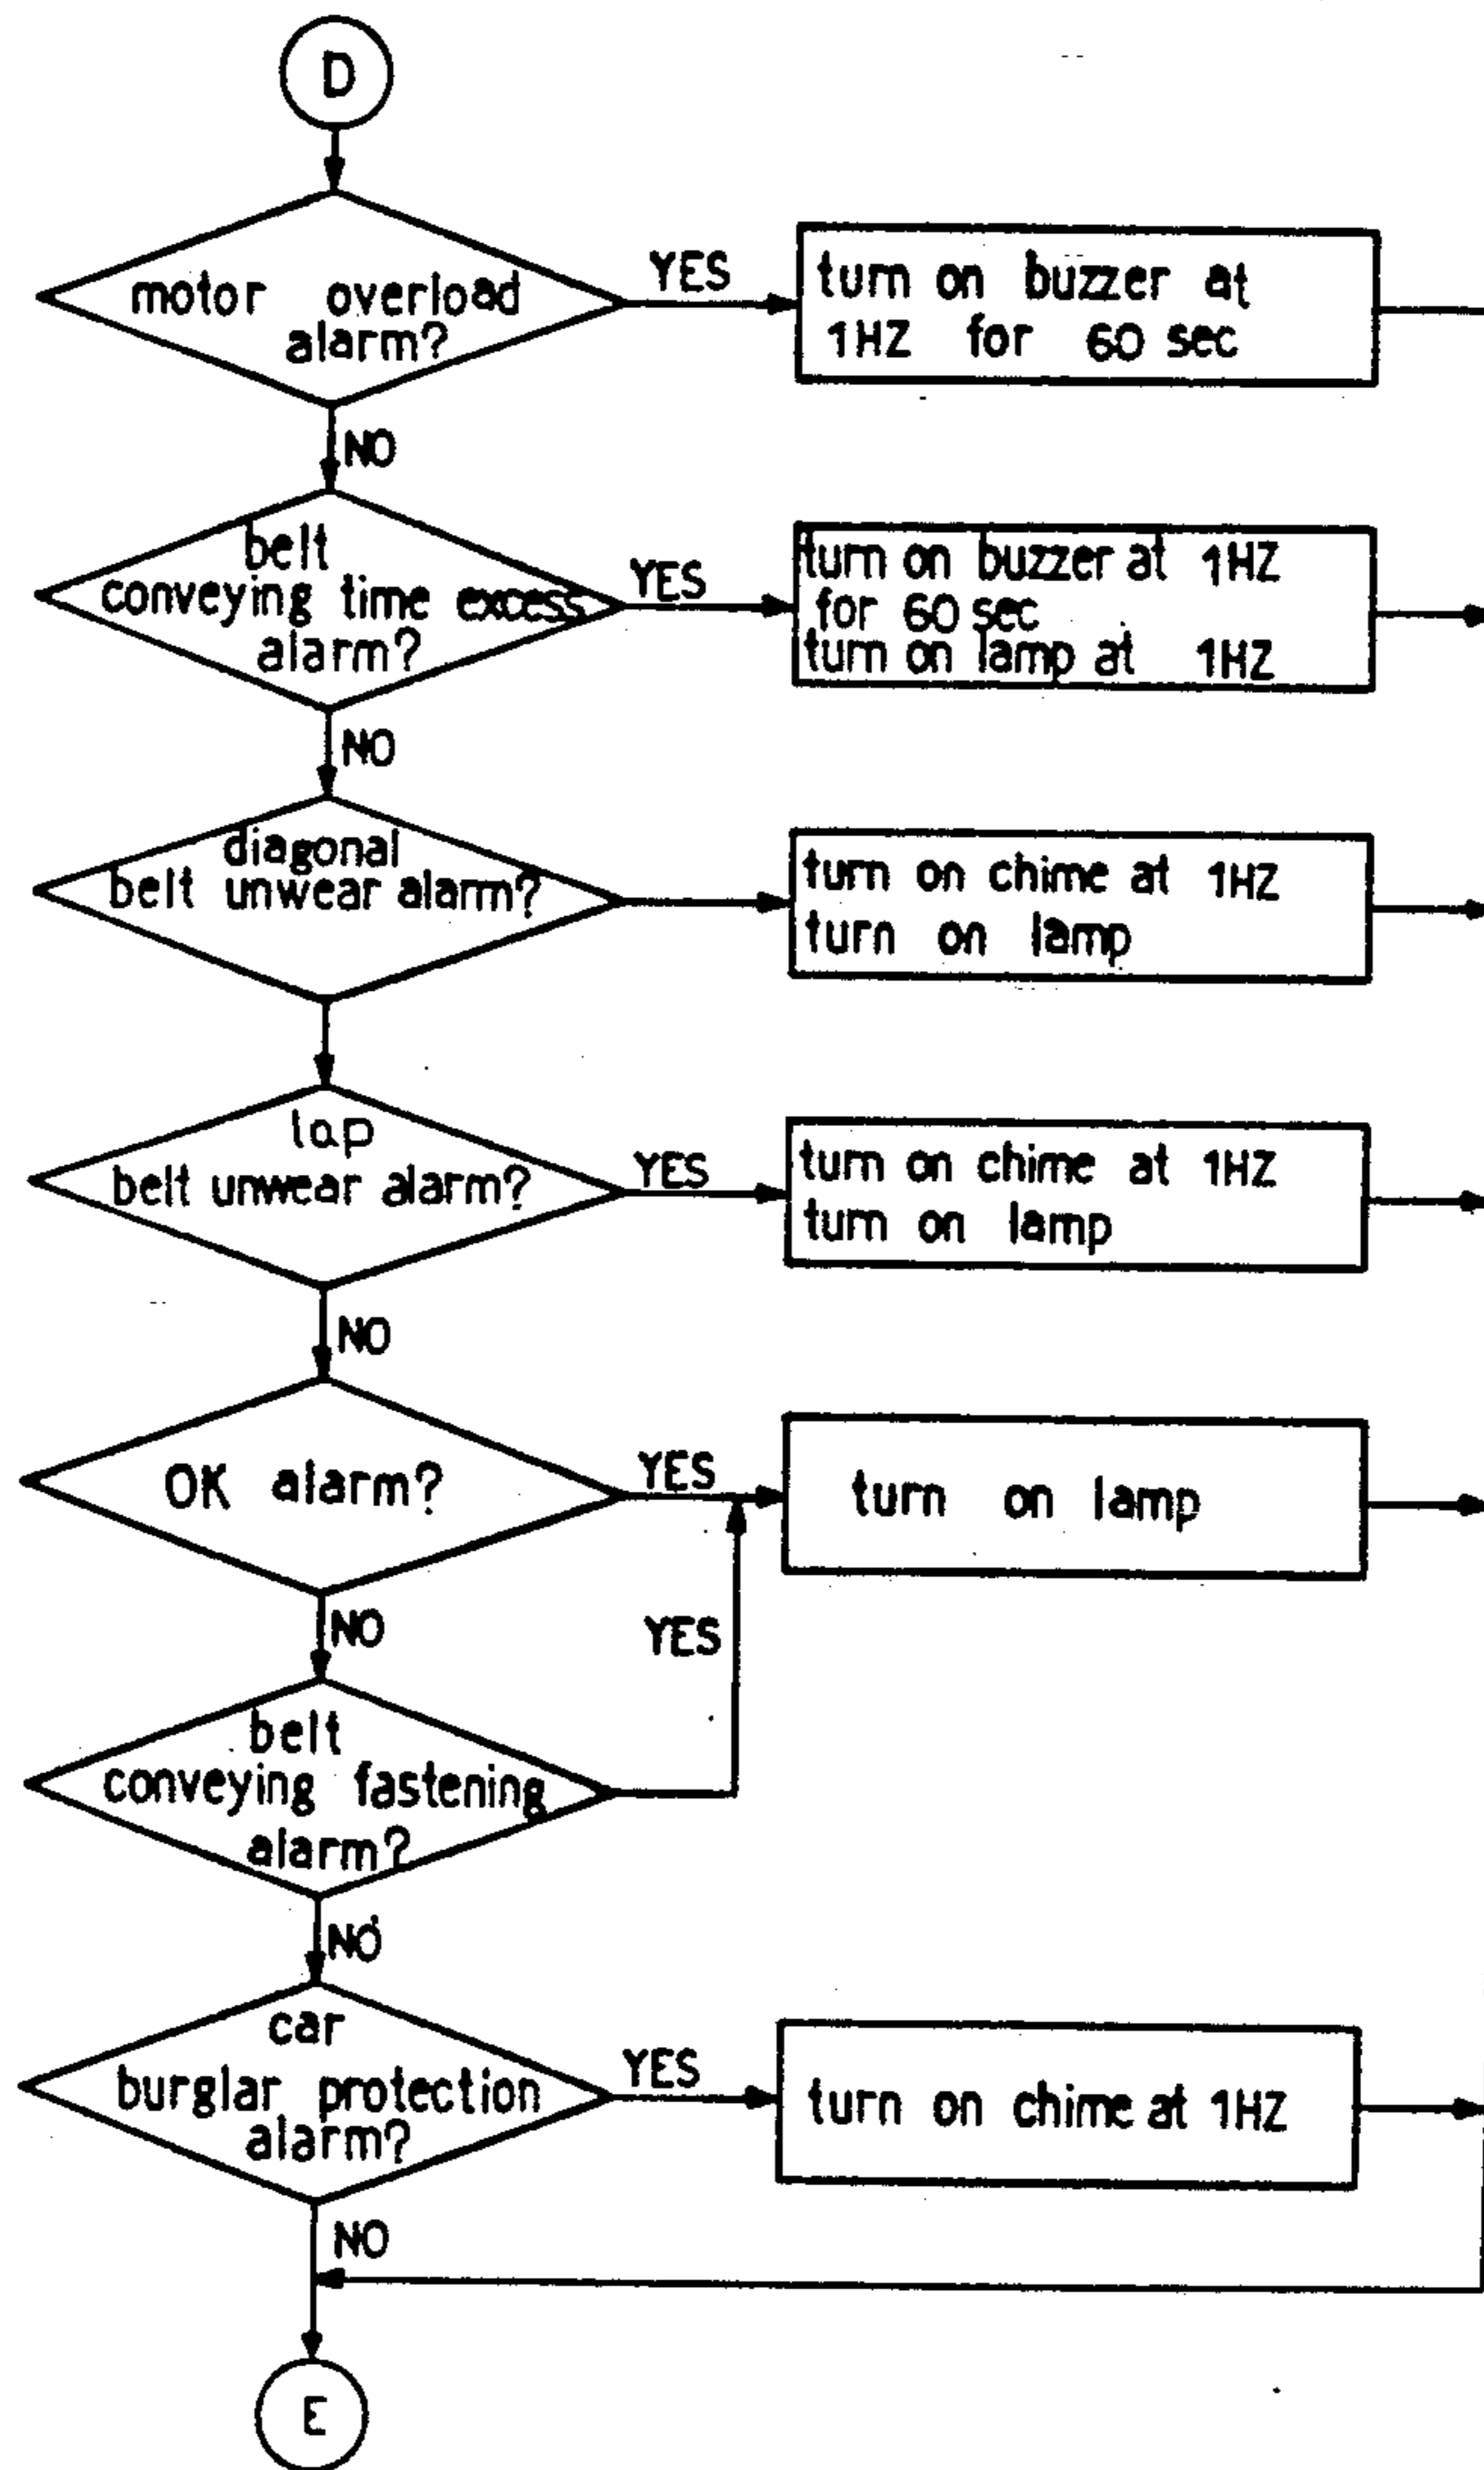 D
motor overload
alarm?
YES
turn on buzzer at
1HZ for 60 sec
NO
belt
conveying time excess
alarm?
YES
turn on buzzer at 1HZ
for 60 sec
turn on lamp at 1HZ
NO
diagonal
belt unwear alarm?
turn on chime at 1HZ
turn on lamp
lap
belt unwear alarm?
YES
turn on chime at 1HZ
turn on lamp
NO
OK alarm?
YES
turn on lamp
NO
YES
belt
conveying fastening
alarm?
NO
car
burglar protection
alarm?
YES
turn on chime at 1HZ
NO
E